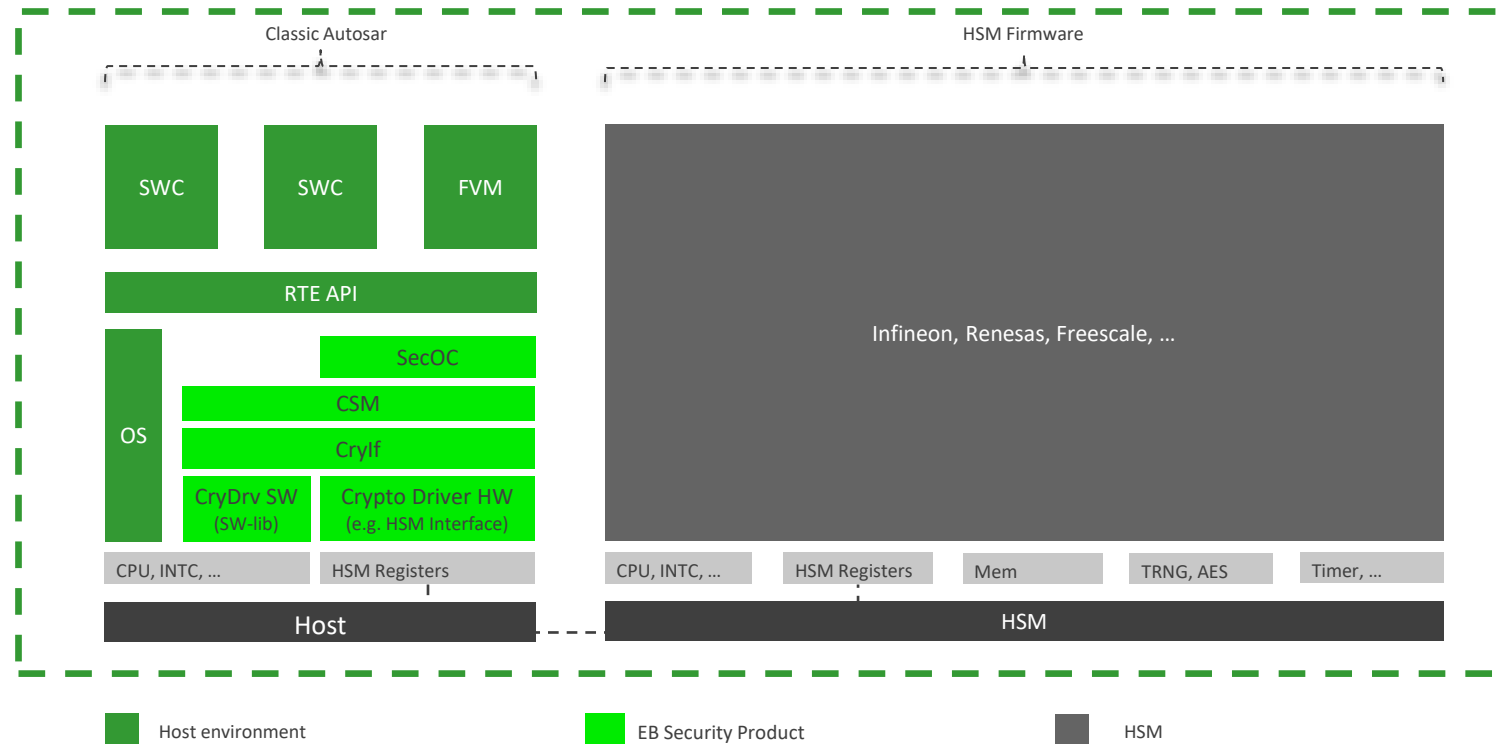 Classic Autosar
HSM Firmware
SWC
SWC
FVM
RTE API
OS
SecOC
CSM
CryIf
CryDrv SW
(SW-lib)
Crypto Driver HW
(e.g. HSM Interface)
CPU, INTC, ...
HSM Registers
Host
Infineon, Renesas, Freescale, ...
CPU, INTC, ...
HSM Registers
Mem
TRNG, AES
Timer, ...
HSM
Host environment
EB Security Product
HSM